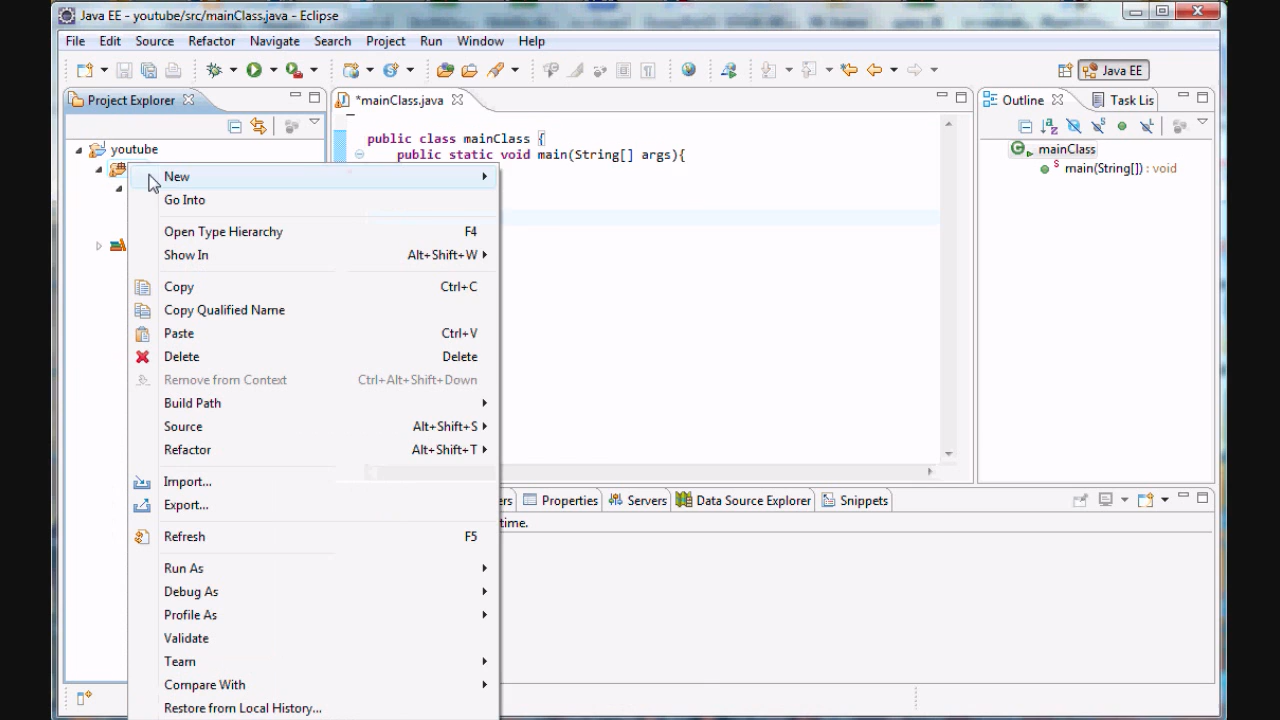 Java EE - youtube/src/mainClass.java - Eclipse
File Edit Source Refactor Navigate Search Project Run Window Help
Java EE
Project Explorer
*mainClass.java
Outline
Task Lis
youtube
public class mainClass {
public static void main(String[] args){
mainClass
main(String[]) : void
New
Go Into
Open Type Hierarchy F4
Show In Alt+Shift+W
Copy Ctrl+C
Copy Qualified Name
Paste Ctrl+V
Delete Delete
Remove from Context Ctrl+Alt+Shift+Down
Build Path
Source Alt+Shift+S
Refactor Alt+Shift+T
Import...
Export...
Refresh F5
Run As
Debug As
Profile As
Validate
Team
Compare With
Restore from Local History...
ers Properties Servers Data Source Explorer Snippets
time.